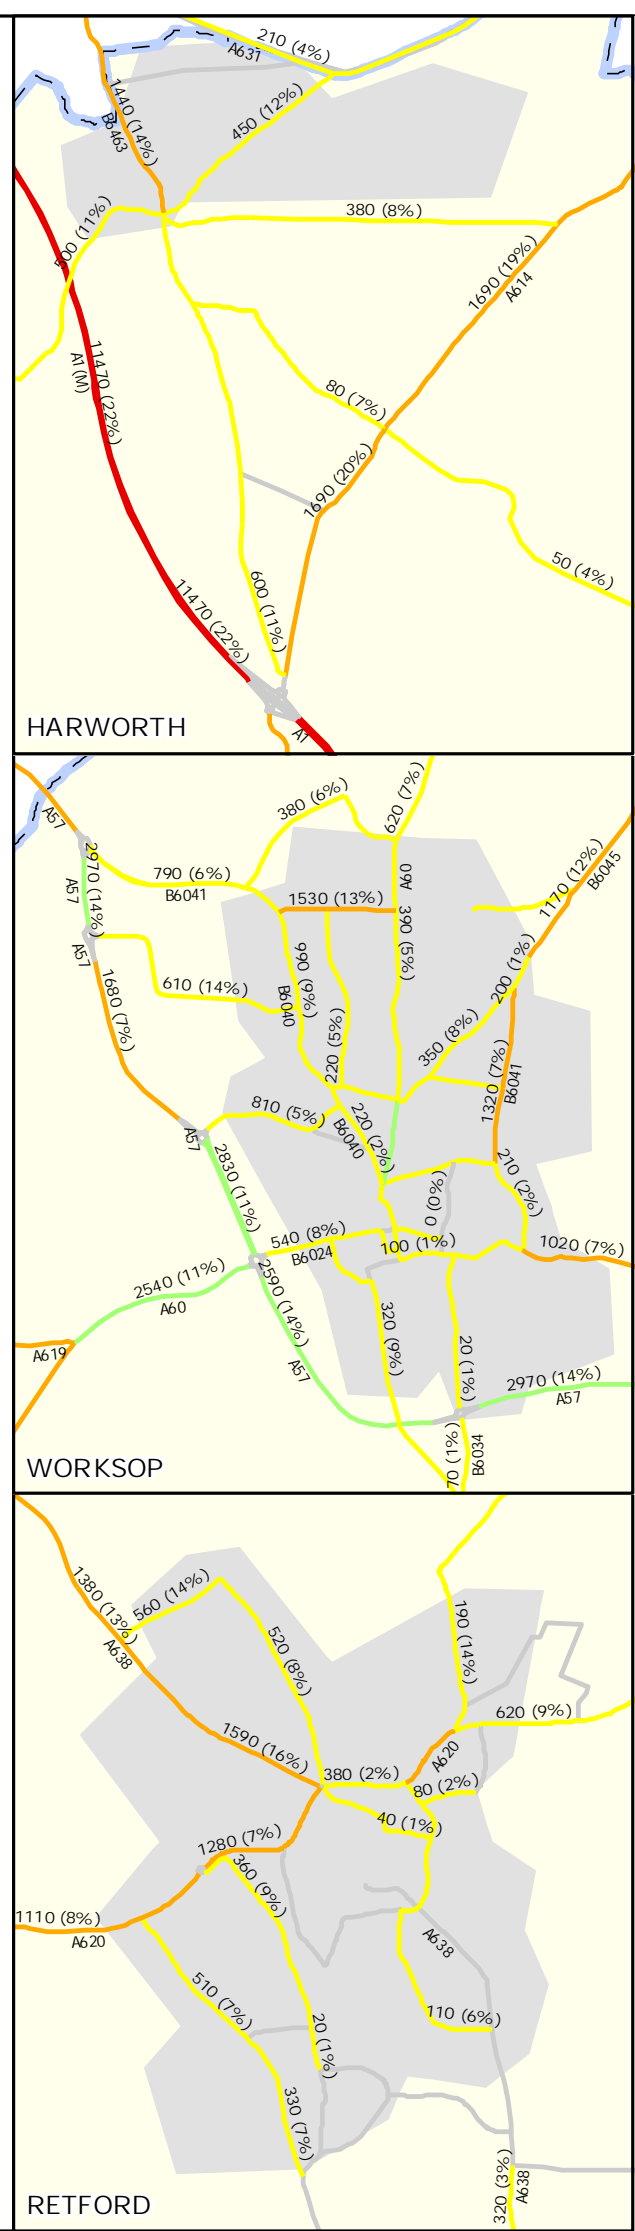 210 (4%)
A631
1440 (14%)
B6463
450 (12%)
500 (11%)
380 (8%)
1690 (19%)
A614
11470 (22%)
A1(M)
80 (7%)
1690 (20%)
50 (4%)
11470 (22%)
600 (11%)
A1
HARWORTH
A57
380 (6%)
620 (7%)
2970 (14%)
A57
790 (6%)
B6041
A60
1170 (12%)
B6045
1530 (13%)
390 (5%)
A57
990 (9%)
B6040
200 (1%)
1680 (7%)
610 (14%)
220 (5%)
350 (8%)
1320 (7%)
B6041
810 (5%)
220 (2%)
B6040
A57
2830 (11%)
210 (2%)
0 (0%)
540 (8%)
B6024
100 (1%)
1020 (7%)
2540 (11%)
A60
2590 (14%)
A57
320 (9%)
20 (1%)
A619
2970 (14%)
A57
70 (1%)
B6034
WORKSOP
1380 (13%)
A638
560 (14%)
520 (8%)
190 (14%)
620 (9%)
A620
1590 (16%)
380 (2%)
80 (2%)
40 (1%)
1280 (7%)
360 (9%)
1110 (8%)
A620
A638
510 (7%)
20 (1%)
110 (6%)
330 (7%)
320 (3%)
A638
RETFORD